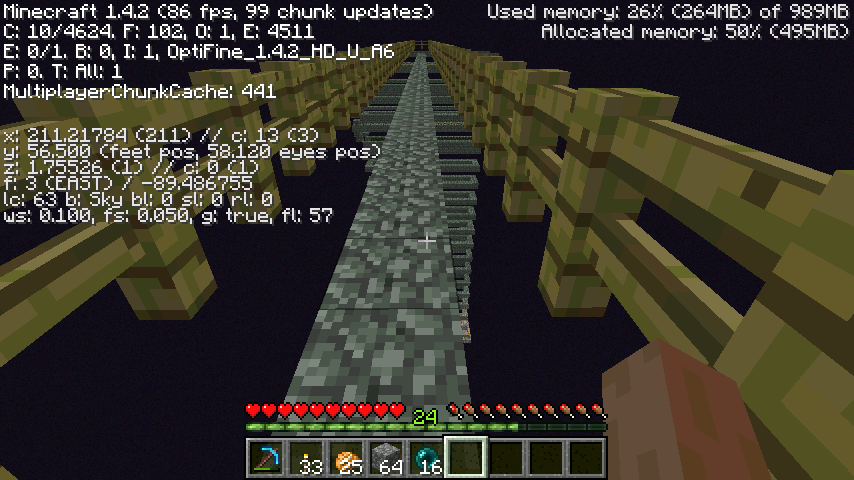 Minecraft 1.4.2 (86 fps, 99 chunk updates)
C: 10/4624. F: 102, O: 1, E: 4511
E: 0/1. B: 0, I: 1, OptiFine_1.4.2_HD_U_A6
P: 0. T: All: 1
MultiplayerChunkCache: 441
Used memory: 26% (264MB) of 989MB
Allocated memory: 50% (495MB)
x: 211.21784 (211) // c: 13 (3)
y: 56.500 (feet pos, 58.120 eyes pos)
z: 1.75526 (1) // c: 0 (1)
f: 3 (EAST) / -89.486755
lc: 63 b: Sky bl: 0 sl: 0 rl: 0
ws: 0.100, fs: 0.050, g: true, fl: 57
24
33 25 64 16